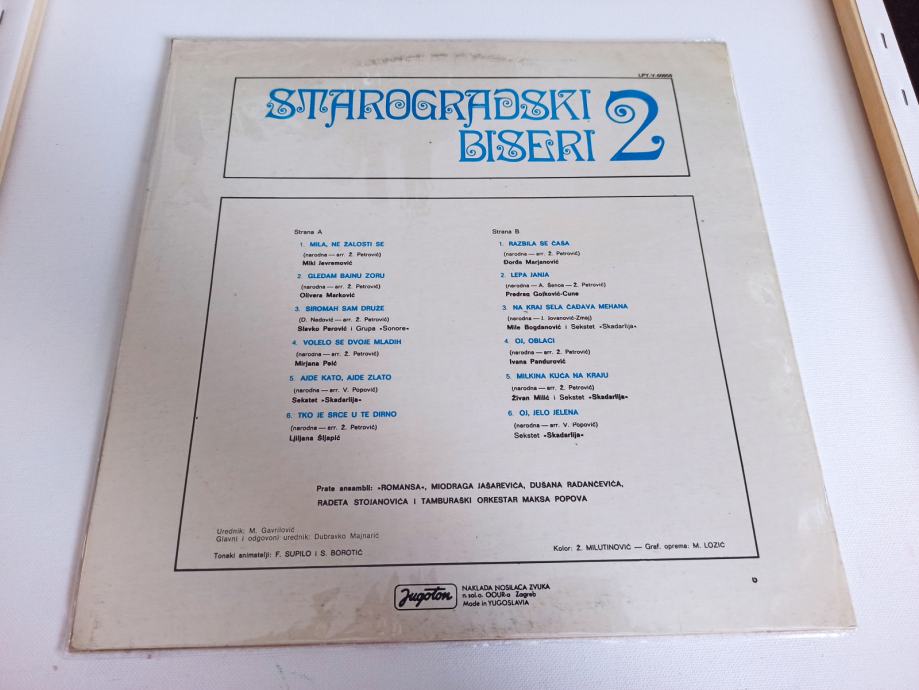 LPY-V-60958
STAROGRADSKI
BISERI 2
Strana A
1. MILA, NE ŽALOSTI SE
(narodna — arr. Ž. Petrović)
Miki Jevremović
2. GLEDAM BAJNU ZORU
(narodna — arr. Ž. Petrović)
Olivera Marković
3. SIROMAH SAM DRUŽE
(D. Nedović — arr. Ž. Petrović)
Slavko Perović i Grupa »Sonore«
4. VOLELO SE DVOJE MLADIH
(narodna — arr. Ž. Petrović)
Mirjana Peić
5. AJDE KATO, AJDE ZLATO
(narodna — arr. V. Popović)
Sekstet »Skadarlija«
6. TKO JE SRCE U TE DIRNO
(narodna — arr. Ž. Petrović)
Ljiljana Šljapić
Strana B
1. RAZBILA SE ČAŠA
(narodna — arr. Ž. Petrović)
Đorđe Marjanović
2. LEPA JANJA
(narodna — A. Šenoa — Ž. Petrović)
Predrag Gojković-Cune
3. NA KRAJ SELA ČAĐAVA MEHANA
(narodna — J. Jovanović-Zmaj)
Mile Bogdanović i Sekstet »Skadarlija«
4. OJ, OBLACI
(narodna — arr. Ž. Petrović)
Ivana Pandurović
5. MILKINA KUĆA NA KRAJU
(narodna — arr. Ž. Petrović)
Živan Milić i Sekstet »Skadarlija«
6. OJ, JELO JELENA
(narodna — arr. V. Popović)
Sekstet »Skadarlija«
Prate ansambli: »ROMANSA«, MIODRAGA JAŠAREVIĆA, DUŠANA RADANČEVIĆA,
RADETA STOJANOVIĆA I TAMBURAŠKI ORKESTAR MAKSA POPOVA
Urednik: M. Gavrilović
Glavni i odgovorni urednik: Dubravko Majnarić
Tonski snimatelji: F. SUPILO i S. BOROTIĆ
Kolor: Ž. MILUTINOVIĆ — Graf. oprema: M. LOZIĆ
Jugoton
NAKLADA NOSILACA ZVUKA
n.sol.o. OOUR-a Zagreb
Made in YUGOSLAVIA